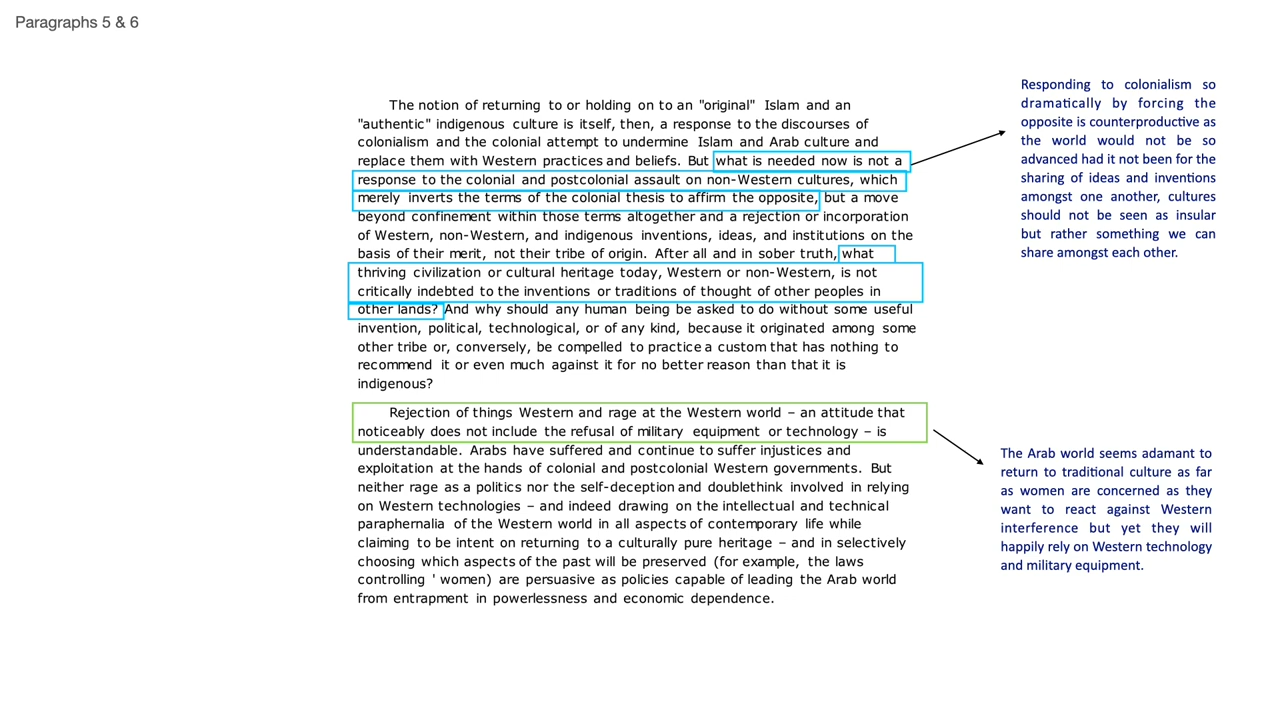 Paragraphs 5 & 6
The notion of returning to or holding on to an "original" Islam and an
"authentic" indigenous culture is itself, then, a response to the discourses of
colonialism and the colonial attempt to undermine Islam and Arab culture and
replace them with Western practices and beliefs. But what is needed now is not a
response to the colonial and postcolonial assault on non-Western cultures, which
merely inverts the terms of the colonial thesis to affirm the opposite, but a move
beyond confinement within those terms altogether and a rejection or incorporation
of Western, non-Western, and indigenous inventions, ideas, and institutions on the
basis of their merit, not their tribe of origin. After all and in sober truth, what
thriving civilization or cultural heritage today, Western or non-Western, is not
critically indebted to the inventions or traditions of thought of other peoples in
other lands? And why should any human being be asked to do without some useful
invention, political, technological, or of any kind, because it originated among some
other tribe or, conversely, be compelled to practice a custom that has nothing to
recommend it or even much against it for no better reason than that it is
indigenous?
Rejection of things Western and rage at the Western world – an attitude that
noticeably does not include the refusal of military equipment or technology – is
understandable. Arabs have suffered and continue to suffer injustices and
exploitation at the hands of colonial and postcolonial Western governments. But
neither rage as a politics nor the self-deception and doublethink involved in relying
on Western technologies – and indeed drawing on the intellectual and technical
paraphernalia of the Western world in all aspects of contemporary life while
claiming to be intent on returning to a culturally pure heritage – and in selectively
choosing which aspects of the past will be preserved (for example, the laws
controlling ' women) are persuasive as policies capable of leading the Arab world
from entrapment in powerlessness and economic dependence.
Responding to colonialism so
dramatically by forcing the
opposite is counterproductive as
the world would not be so
advanced had it not been for the
sharing of ideas and inventions
amongst one another, cultures
should not be seen as insular
but rather something we can
share amongst each other.
The Arab world seems adamant to
return to traditional culture as far
as women are concerned as they
want to react against Western
interference but yet they will
happily rely on Western technology
and military equipment.